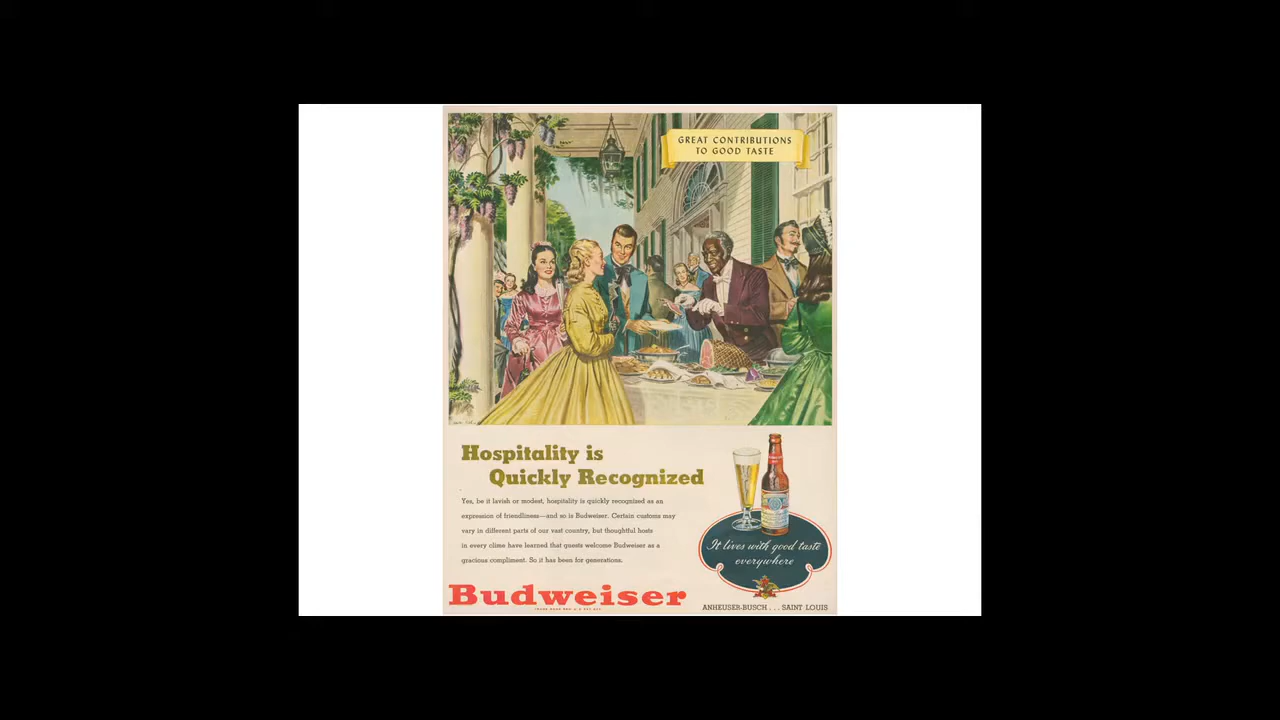 GREAT CONTRIBUTIONS
TO GOOD TASTE
Hospitality is
Quickly Recognized
Yes, be it lavish or modest, hospitality is quickly recognized as an
expression of friendliness—and so is Budweiser. Certain customs may
vary in different parts of our vast country, but thoughtful hosts
in every clime have learned that guests welcome Budweiser as a
gracious compliment. So it has been for generations.
It lives with good taste
everywhere
Budweiser
ANHEUSER-BUSCH . . . SAINT LOUIS